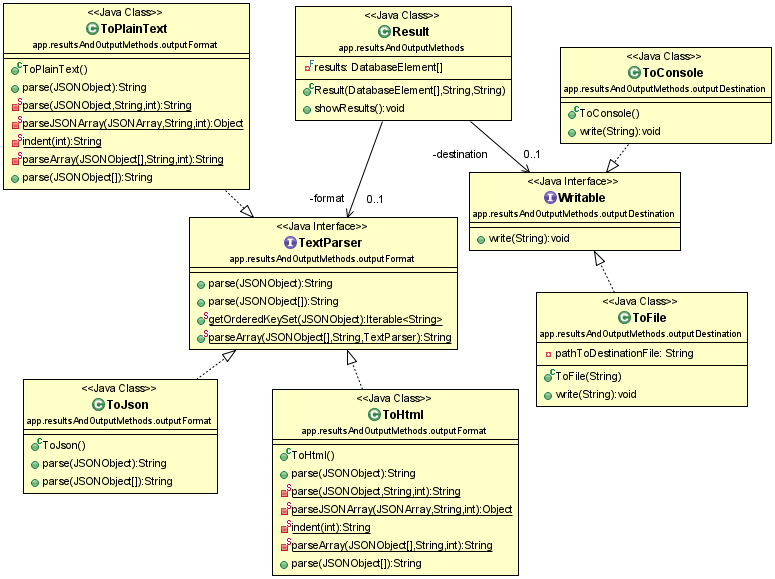 <<Java Class>>
ToPlainText
app.resultsAndOutputMethods.outputFormat
ToPlainText()
parse(JSONObject):String
parse(JSONObject,String,int):String
parseJSONArray(JSONArray,String,int):Object
indent(int):String
parseArray(JSONObject[],String,int):String
parse(JSONObject[]):String
<<Java Class>>
Result
app.resultsAndOutputMethods
results: DatabaseElement[]
Result(DatabaseElement[],String,String)
showResults():void
<<Java Class>>
ToConsole
app.resultsAndOutputMethods.outputDestination
ToConsole()
write(String):void
-destination
0..1
-format
0..1
<<Java Interface>>
Writable
app.resultsAndOutputMethods.outputDestination
write(String):void
<<Java Interface>>
TextParser
app.resultsAndOutputMethods.outputFormat
parse(JSONObject):String
parse(JSONObject[]):String
getOrderedKeySet(JSONObject):Iterable<String>
parseArray(JSONObject[],String,TextParser):String
<<Java Class>>
ToFile
app.resultsAndOutputMethods.outputDestination
pathToDestinationFile: String
ToFile(String)
write(String):void
<<Java Class>>
ToJson
app.resultsAndOutputMethods.outputFormat
ToJson()
parse(JSONObject):String
parse(JSONObject[]):String
<<Java Class>>
ToHtml
app.resultsAndOutputMethods.outputFormat
ToHtml()
parse(JSONObject):String
parse(JSONObject,String,int):String
parseJSONArray(JSONArray,String,int):Object
indent(int):String
parseArray(JSONObject[],String,int):String
parse(JSONObject[]):String